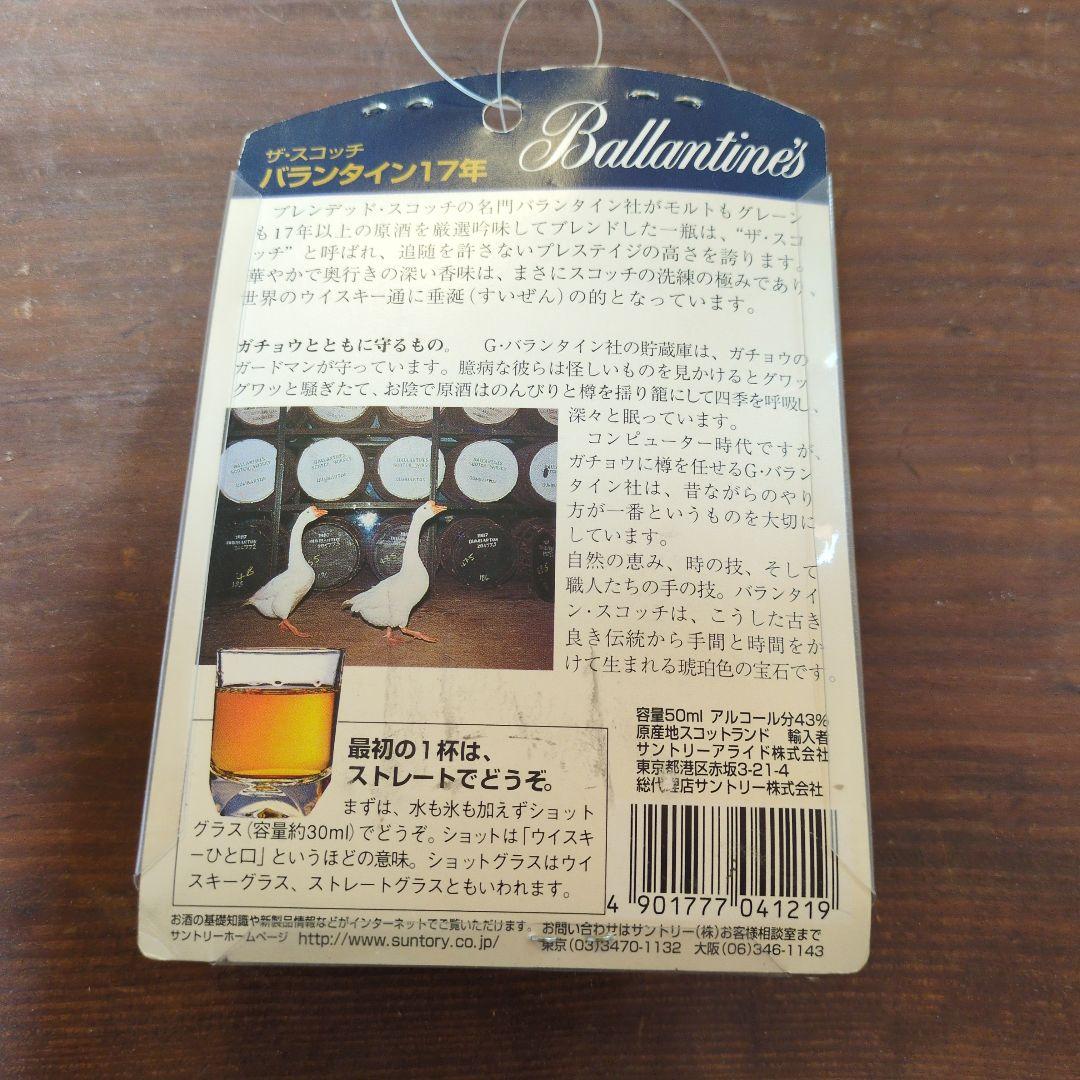 Ballantine's
ザ・スコッチ
バランタイン17年
ブレンデッド・スコッチの名門バランタイン社がモルトもグレーン
も17年以上の原酒を厳選吟味してブレンドした一瓶は、“ザ・スコ
ッチ”と呼ばれ、追随を許さないプレステイジの高さを誇ります。
華やかで奥行きの深い香味は、まさにスコッチの洗練の極みであり、
世界のウイスキー通に垂涎(すいぜん)の的となっています。
ガチョウとともに守るもの。 G・バランタイン社の貯蔵庫は、ガチョウの
ガードマンが守っています。臆病な彼らは怪しいものを見かけるとグワッ
グワッと騒ぎたて、お陰で原酒はのんびりと樽を揺り籠にして四季を呼吸し、
深々と眠っています。
コンピューター時代ですが、
ガチョウに樽を任せるG・バラン
タイン社は、昔ながらのやり
方が一番というものを大切に
しています。
自然の恵み、時の技、そして
職人たちの手の技。バランタイ
ン・スコッチは、こうした古き
良き伝統から手間と時間をか
けて生まれる琥珀色の宝石です。
最初の1杯は、
ストレートでどうぞ。
まずは、水も氷も加えずショット
グラス(容量約30ml)でどうぞ。ショットは「ウイスキ
ーひと口」というほどの意味。ショットグラスはウイ
スキーグラス、ストレートグラスともいわれます。
容量50ml アルコール分43%
原産地スコットランド 輸入者
サントリーアライド株式会社
東京都港区赤坂3-21-4
総代理店サントリー株式会社
4 901777 041219
お酒の基礎知識や新製品情報などがインターネットでご覧いただけます。
サントリーホームページ http://www.suntory.co.jp/
お問い合わせはサントリー(株)お客様相談室まで
東京(03)3470-1132 大阪(06)346-1143